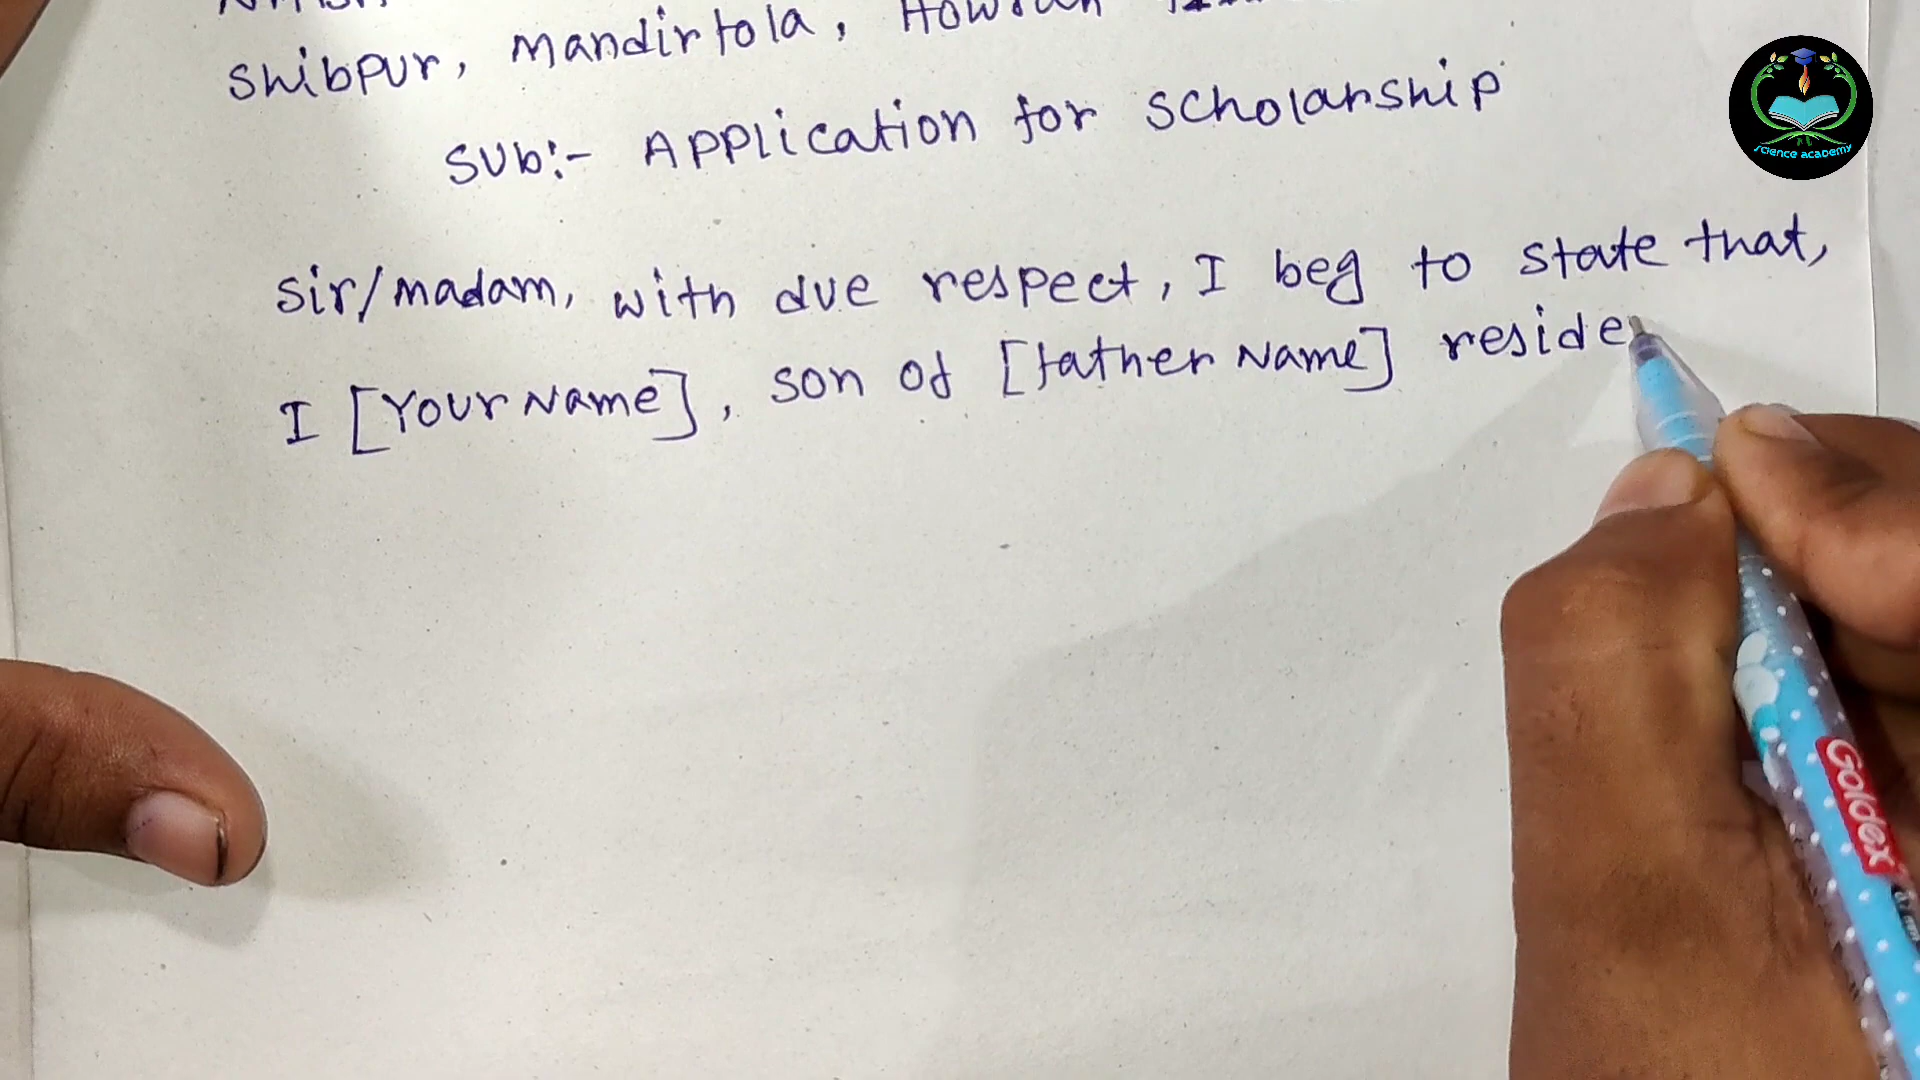 Shibpur, Mandirtola, Howrah
Sub:- Application for scholarship
science academy
sir/madam, with due respect, I beg to state that,
I [Your Name], son of [father Name] reside
Goldex